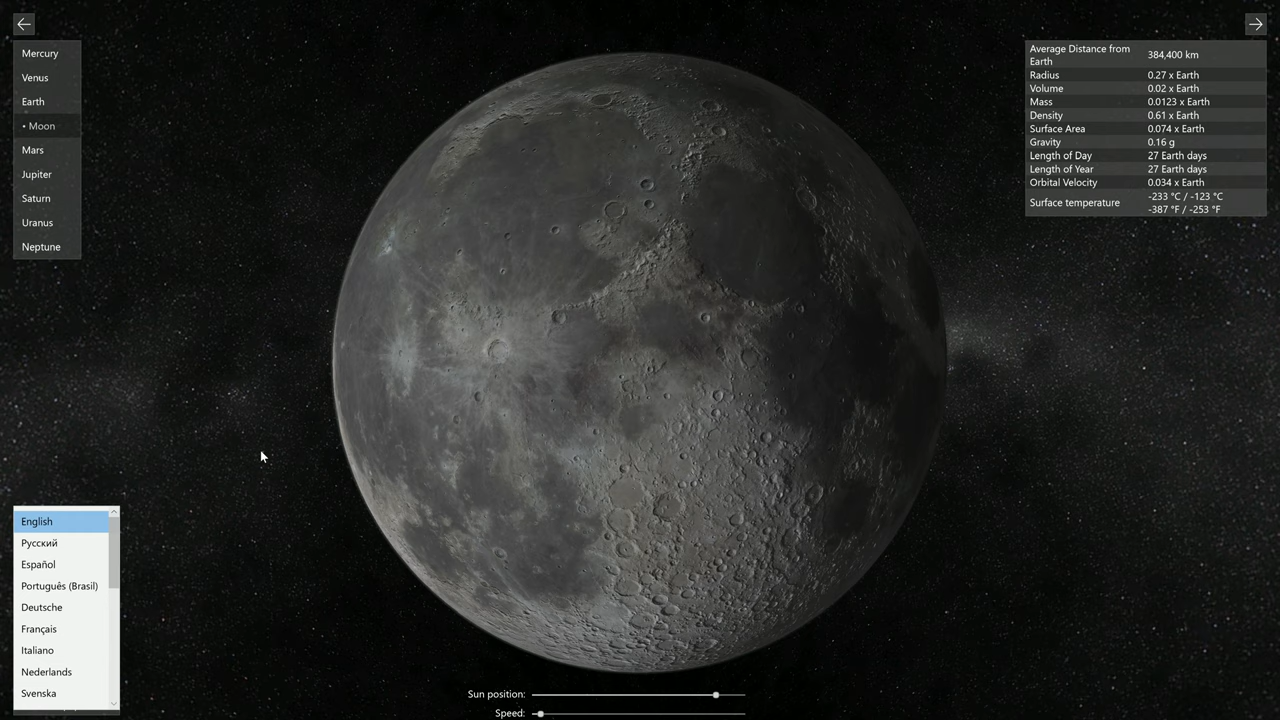 Mercury
Venus
Earth
• Moon
Mars
Jupiter
Saturn
Uranus
Neptune
Average Distance from Earth 384,400 km
Radius 0.27 x Earth
Volume 0.02 x Earth
Mass 0.0123 x Earth
Density 0.61 x Earth
Surface Area 0.074 x Earth
Gravity 0.16 g
Length of Day 27 Earth days
Length of Year 27 Earth days
Orbital Velocity 0.034 x Earth
Surface temperature -233 °C / -123 °C
-387 °F / -253 °F
English
Русский
Español
Português (Brasil)
Deutsche
Français
Italiano
Nederlands
Svenska
Sun position:
Speed: